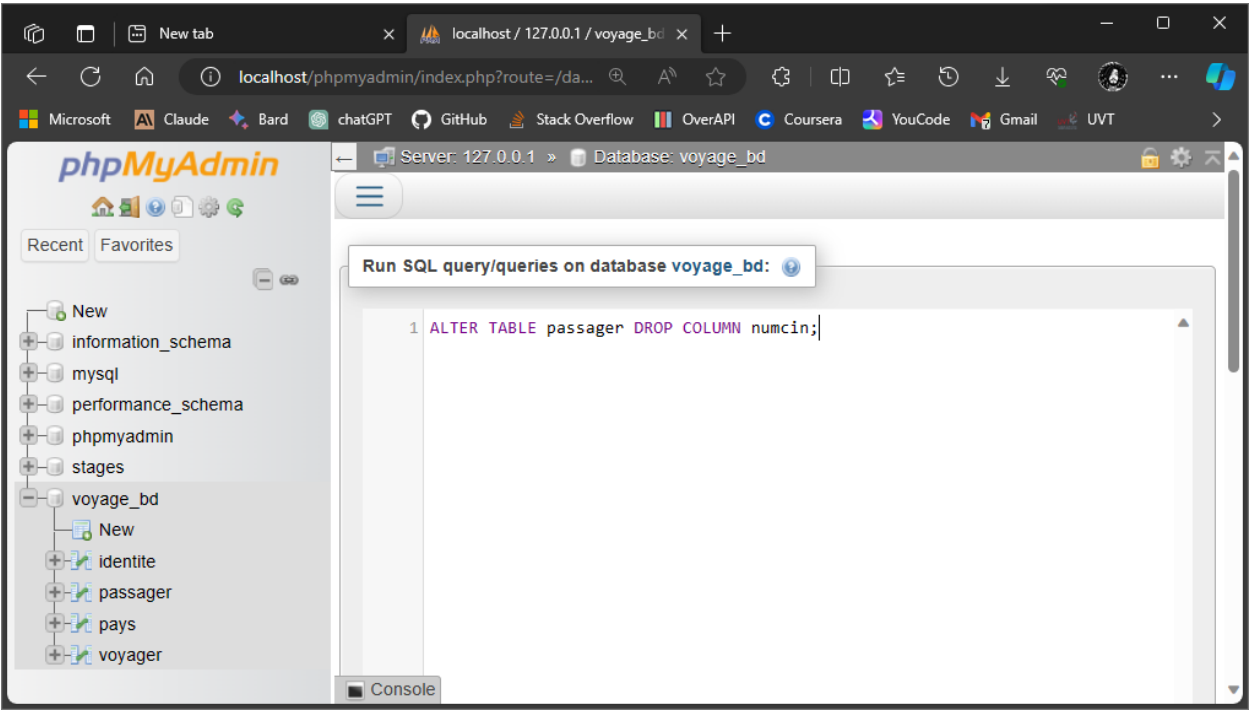 New tab
localhost / 127.0.0.1 / voyage_bd
localhost/phpmyadmin/index.php?route=/da...
Microsoft Claude Bard chatGPT GitHub Stack Overflow OverAPI Coursera YouCode Gmail UVT
phpMyAdmin
Server: 127.0.0.1 » Database: voyage_bd
Recent Favorites
Run SQL query/queries on database voyage_bd:
1 ALTER TABLE passager DROP COLUMN numcin;
New
information_schema
mysql
performance_schema
phpmyadmin
stages
voyage_bd
New
identite
passager
pays
voyager
Console